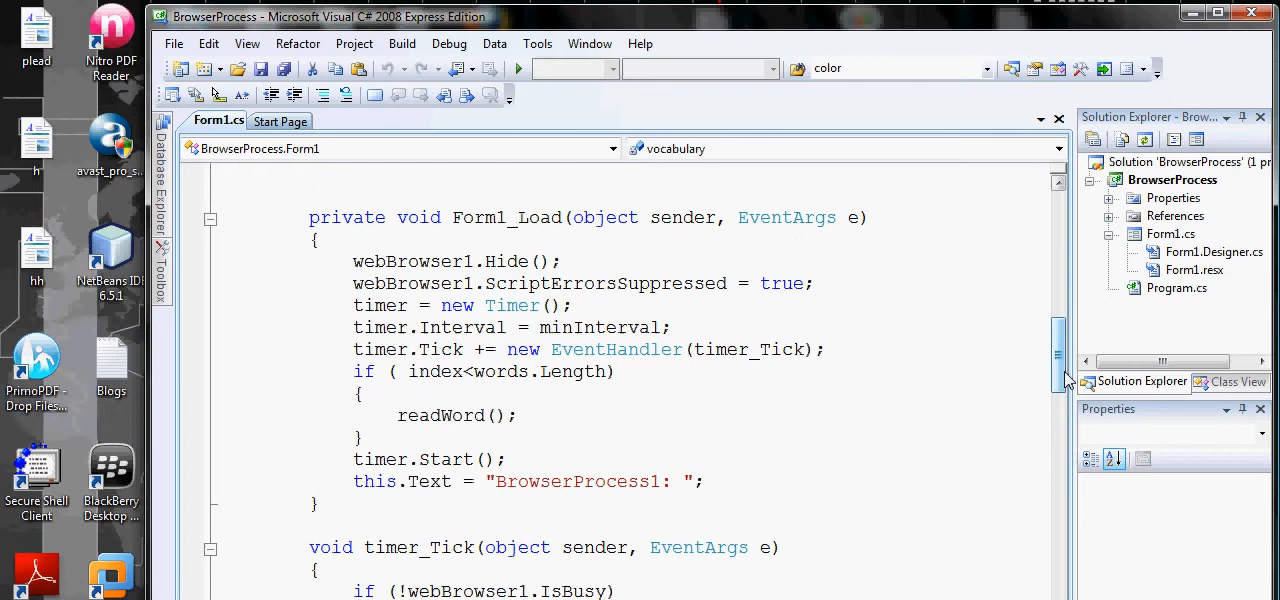 BrowserProcess - Microsoft Visual C# 2008 Express Edition
File Edit View Refactor Project Build Debug Data Tools Window Help
color
Form1.cs Start Page
BrowserProcess.Form1 vocabulary
private void Form1_Load(object sender, EventArgs e)
{
webBrowser1.Hide();
webBrowser1.ScriptErrorsSuppressed = true;
timer = new Timer();
timer.Interval = minInterval;
timer.Tick += new EventHandler(timer_Tick);
if ( index<words.Length)
{
readWord();
}
timer.Start();
this.Text = "BrowserProcess1: ";
}
void timer_Tick(object sender, EventArgs e)
{
if (!webBrowser1.IsBusy)
Database Explorer
Toolbox
Solution Explorer - Brow...
Solution 'BrowserProcess' (1 pr
BrowserProcess
Properties
References
Form1.cs
Form1.Designer.cs
Form1.resx
Program.cs
Solution Explorer Class View
Properties
plead
Nitro PDF
Reader
h
avast_pro_s...
hh
NetBeans IDE
6.5.1
PrimoPDF -
Drop Files...
Blogs
Secure Shell
Client
BlackBerry
Desktop ...